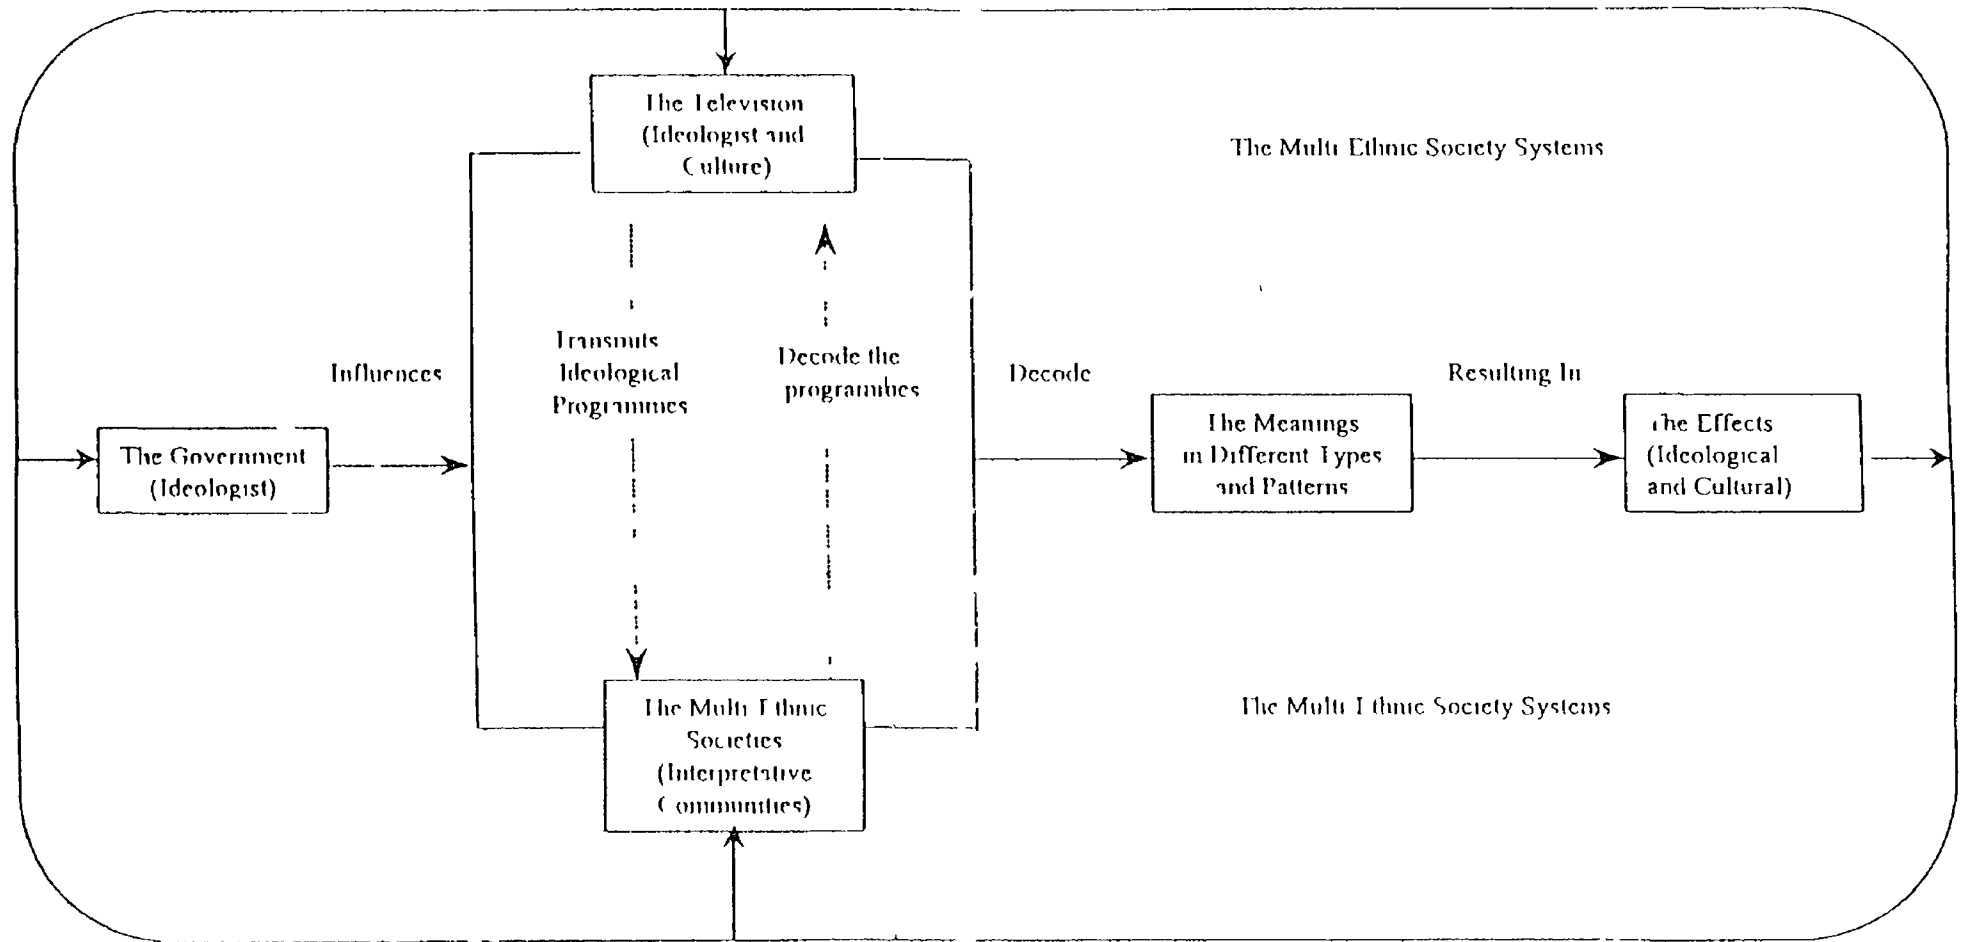 The Television
(Ideologist and
Culture)
The Multi Ethnic Society Systems
Influences
Transmits
Ideological
Programmes
Decode the
programmes
Decode
Resulting In
The Government
(Ideologist)
The Meanings
in Different Types
and Patterns
The Effects
(Ideological
and Cultural)
The Multi Ethnic
Societies
(Interpretative
Communities)
The Multi Ethnic Society Systems